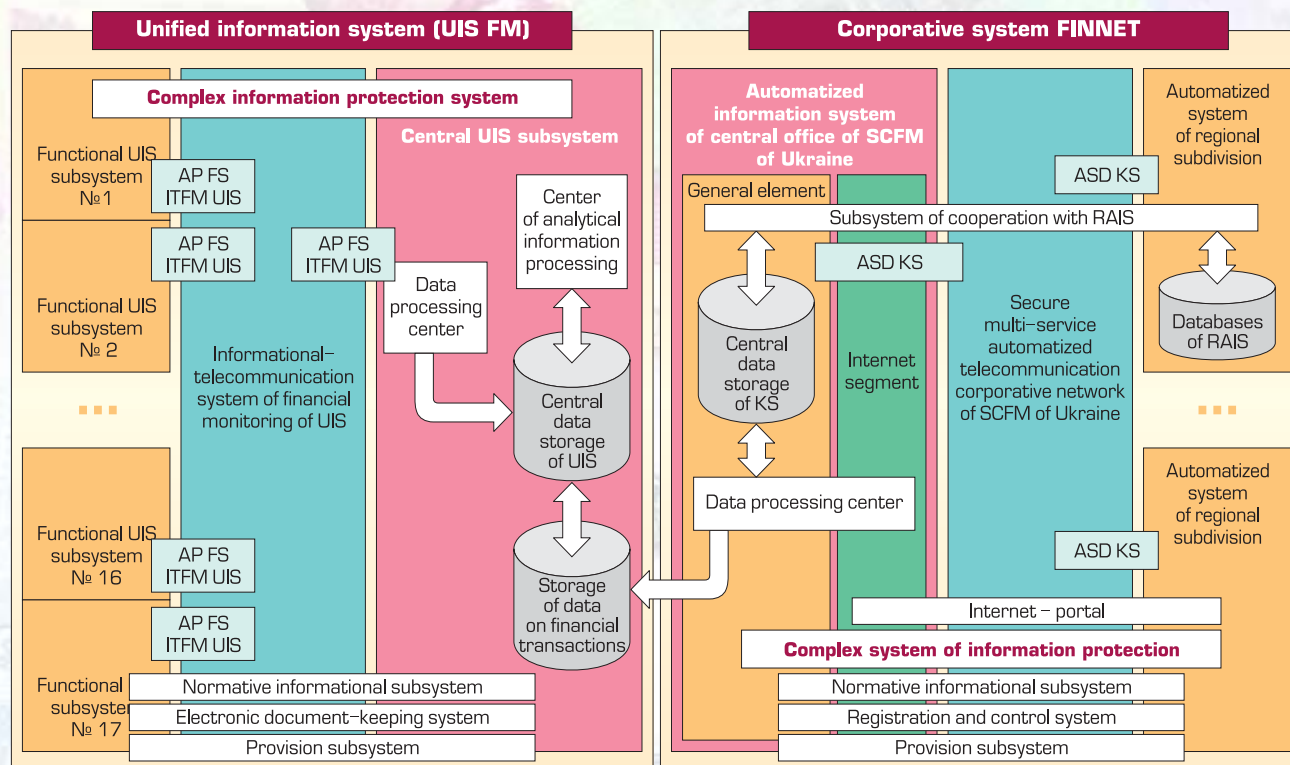 Unified information system (UIS FM)
Complex information protection system
Functional UIS
subsystem
№ 1
AP FS
ITFM UIS
Functional UIS
subsystem
№ 2
AP FS
ITFM UIS
...
Functional UIS
subsystem
№ 16
AP FS
ITFM UIS
Functional
subsystem
№ 17
AP FS
ITFM UIS
Informational–
telecommunication
system of financial
monitoring of UIS
AP FS
ITFM UIS
Central UIS subsystem
Data
processing
center
Center
of analytical
information
processing
Central
data
storage
of UIS
Storage
of data
on financial
transactions
Normative informational subsystem
Electronic document–keeping system
Provision subsystem
Corporative system FINNET
Automatized
information system
of central office of SCFM
of Ukraine
General element
Subsystem of cooperation with RAIS
Central
data
storage
of KS
Internet
segment
Data processing center
ASD KS
ASD KS
Secure
multi–service
automatized
telecommunication
corporative network
of SCFM of Ukraine
ASD KS
Automatized
system
of regional
subdivision
Databases
of RAIS
...
Automatized
system
of regional
subdivision
Internet – portal
Complex system of information protection
Normative informational subsystem
Registration and control system
Provision subsystem